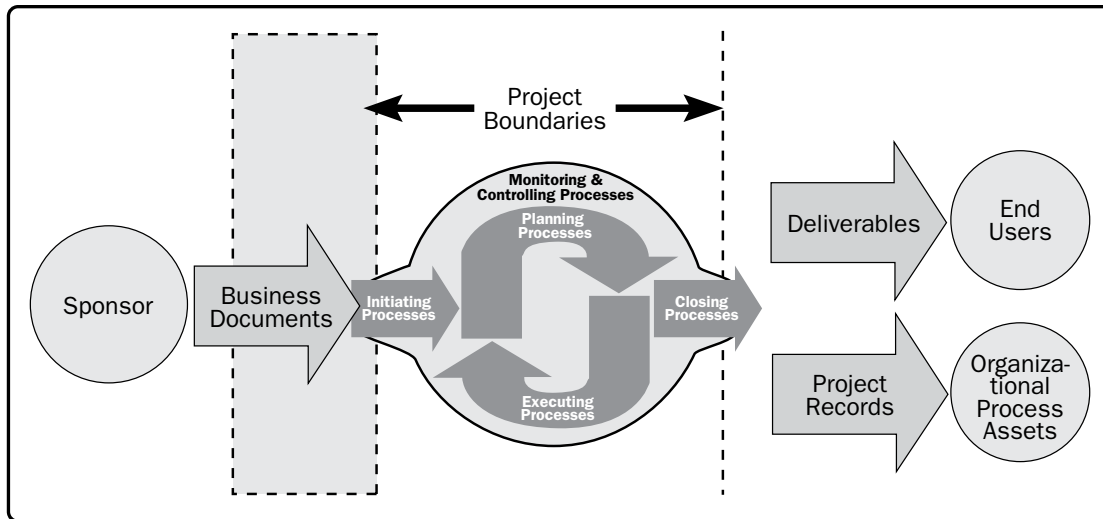 Project
Boundaries
Monitoring &
Controlling Processes
Planning
Processes
Sponsor
Business
Documents
Initiating
Processes
Closing
Processes
Executing
Processes
Deliverables
End
Users
Project
Records
Organiza-
tional
Process
Assets